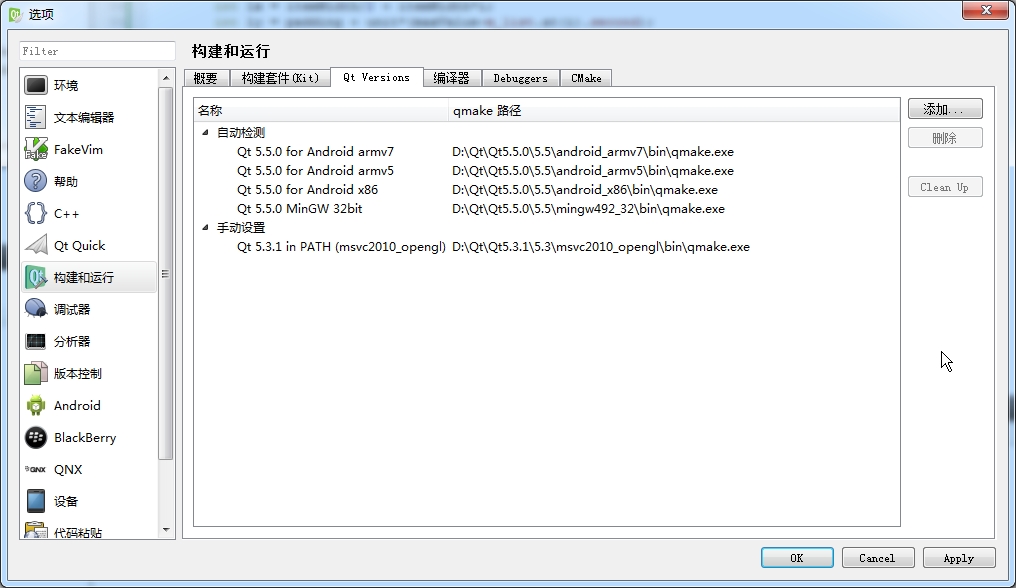 选项
Filter
环境
文本编辑器
FakeVim
帮助
C++
Qt Quick
构建和运行
调试器
分析器
版本控制
Android
BlackBerry
QNX
设备
代码粘贴
构建和运行
概要 构建套件(Kit) Qt Versions 编译器 Debuggers CMake
名称 qmake 路径
自动检测
Qt 5.5.0 for Android armv7 D:\Qt\Qt5.5.0\5.5\android_armv7\bin\qmake.exe
Qt 5.5.0 for Android armv5 D:\Qt\Qt5.5.0\5.5\android_armv5\bin\qmake.exe
Qt 5.5.0 for Android x86 D:\Qt\Qt5.5.0\5.5\android_x86\bin\qmake.exe
Qt 5.5.0 MinGW 32bit D:\Qt\Qt5.5.0\5.5\mingw492_32\bin\qmake.exe
手动设置
Qt 5.3.1 in PATH (msvc2010_opengl) D:\Qt\Qt5.3.1\5.3\msvc2010_opengl\bin\qmake.exe
添加...
删除
Clean Up
OK Cancel Apply